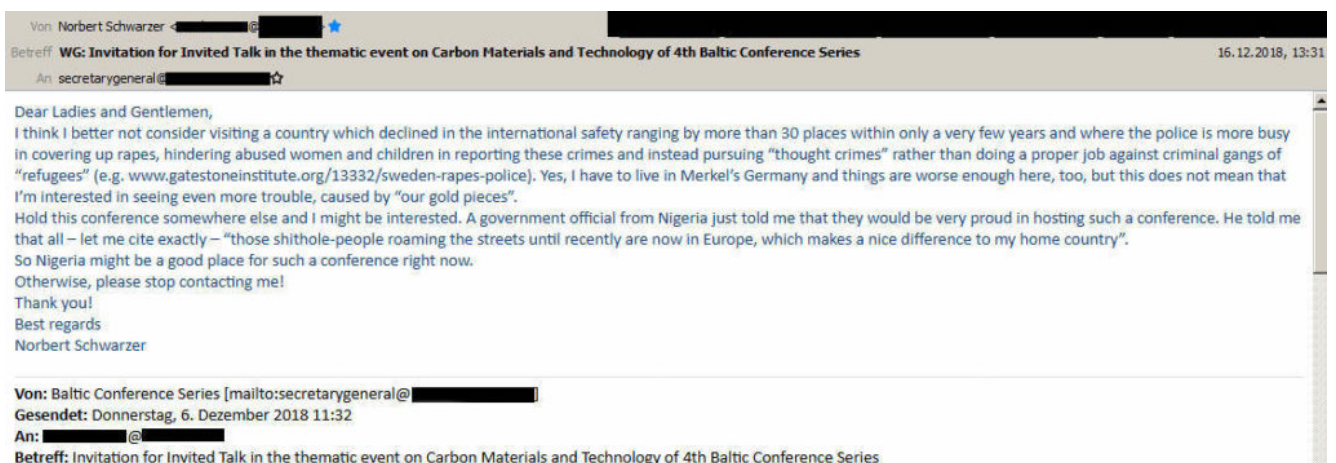 Von Norbert Schwarzer < @ >
Betreff WG: Invitation for Invited Talk in the thematic event on Carbon Materials and Technology of 4th Baltic Conference Series 16.12.2018, 13:31
An secretarygeneral@
Dear Ladies and Gentlemen,
I think I better not consider visiting a country which declined in the international safety ranging by more than 30 places within only a very few years and where the police is more busy
in covering up rapes, hindering abused women and children in reporting these crimes and instead pursuing “thought crimes” rather than doing a proper job against criminal gangs of
“refugees” (e.g. www.gatestoneinstitute.org/13332/sweden-rapes-police). Yes, I have to live in Merkel’s Germany and things are worse enough here, too, but this does not mean that
I’m interested in seeing even more trouble, caused by “our gold pieces”.
Hold this conference somewhere else and I might be interested. A government official from Nigeria just told me that they would be very proud in hosting such a conference. He told me
that all – let me cite exactly – “those shithole-people roaming the streets until recently are now in Europe, which makes a nice difference to my home country”.
So Nigeria might be a good place for such a conference right now.
Otherwise, please stop contacting me!
Thank you!
Best regards
Norbert Schwarzer
Von: Baltic Conference Series [mailto:secretarygeneral@ ]
Gesendet: Donnerstag, 6. Dezember 2018 11:32
An: @
Betreff: Invitation for Invited Talk in the thematic event on Carbon Materials and Technology of 4th Baltic Conference Series